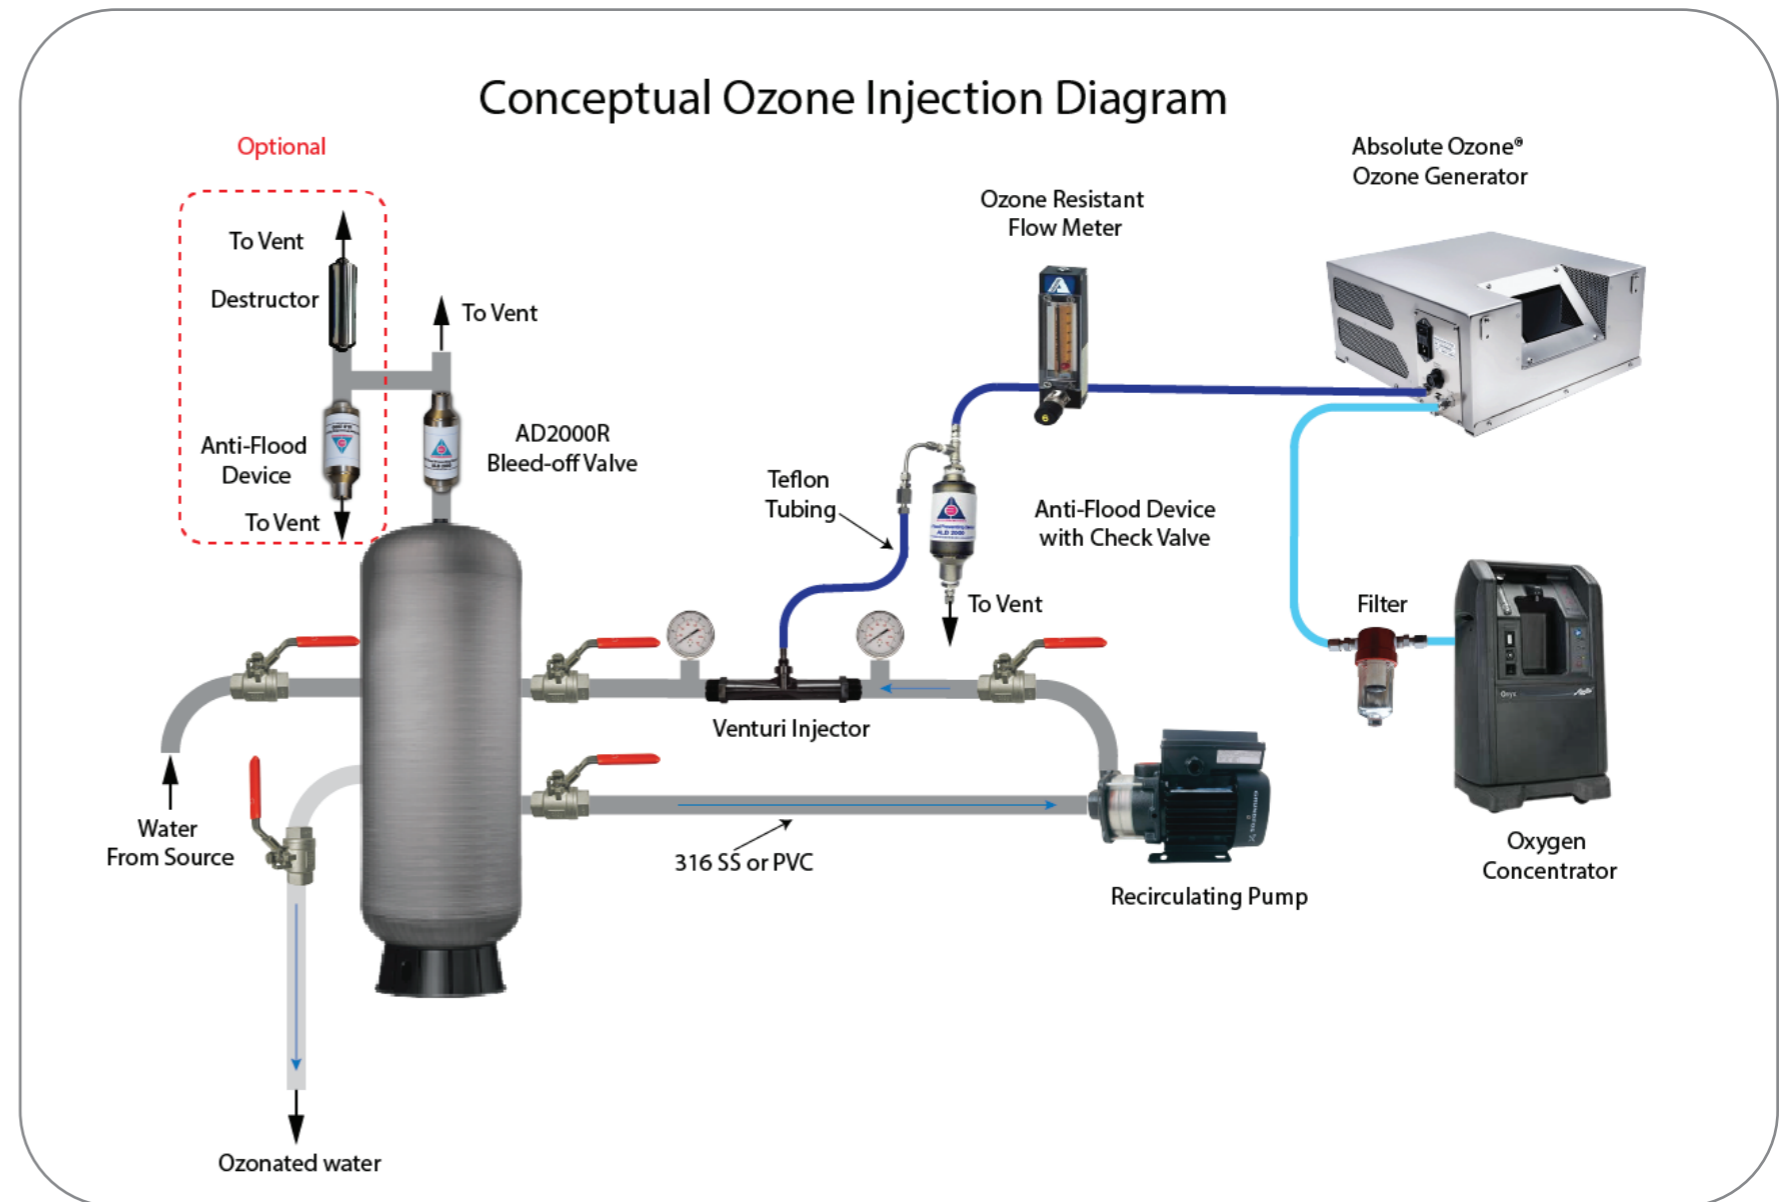 Conceptual Ozone Injection Diagram
Optional
To Vent
Destructor
To Vent
Anti-Flood
Device
To Vent
AD2000R
Bleed-off Valve
Ozone Resistant
Flow Meter
Absolute Ozone®
Ozone Generator
Teflon
Tubing
Anti-Flood Device
with Check Valve
To Vent
Filter
Venturi Injector
Water
From Source
316 SS or PVC
Recirculating Pump
Oxygen
Concentrator
Ozonated water